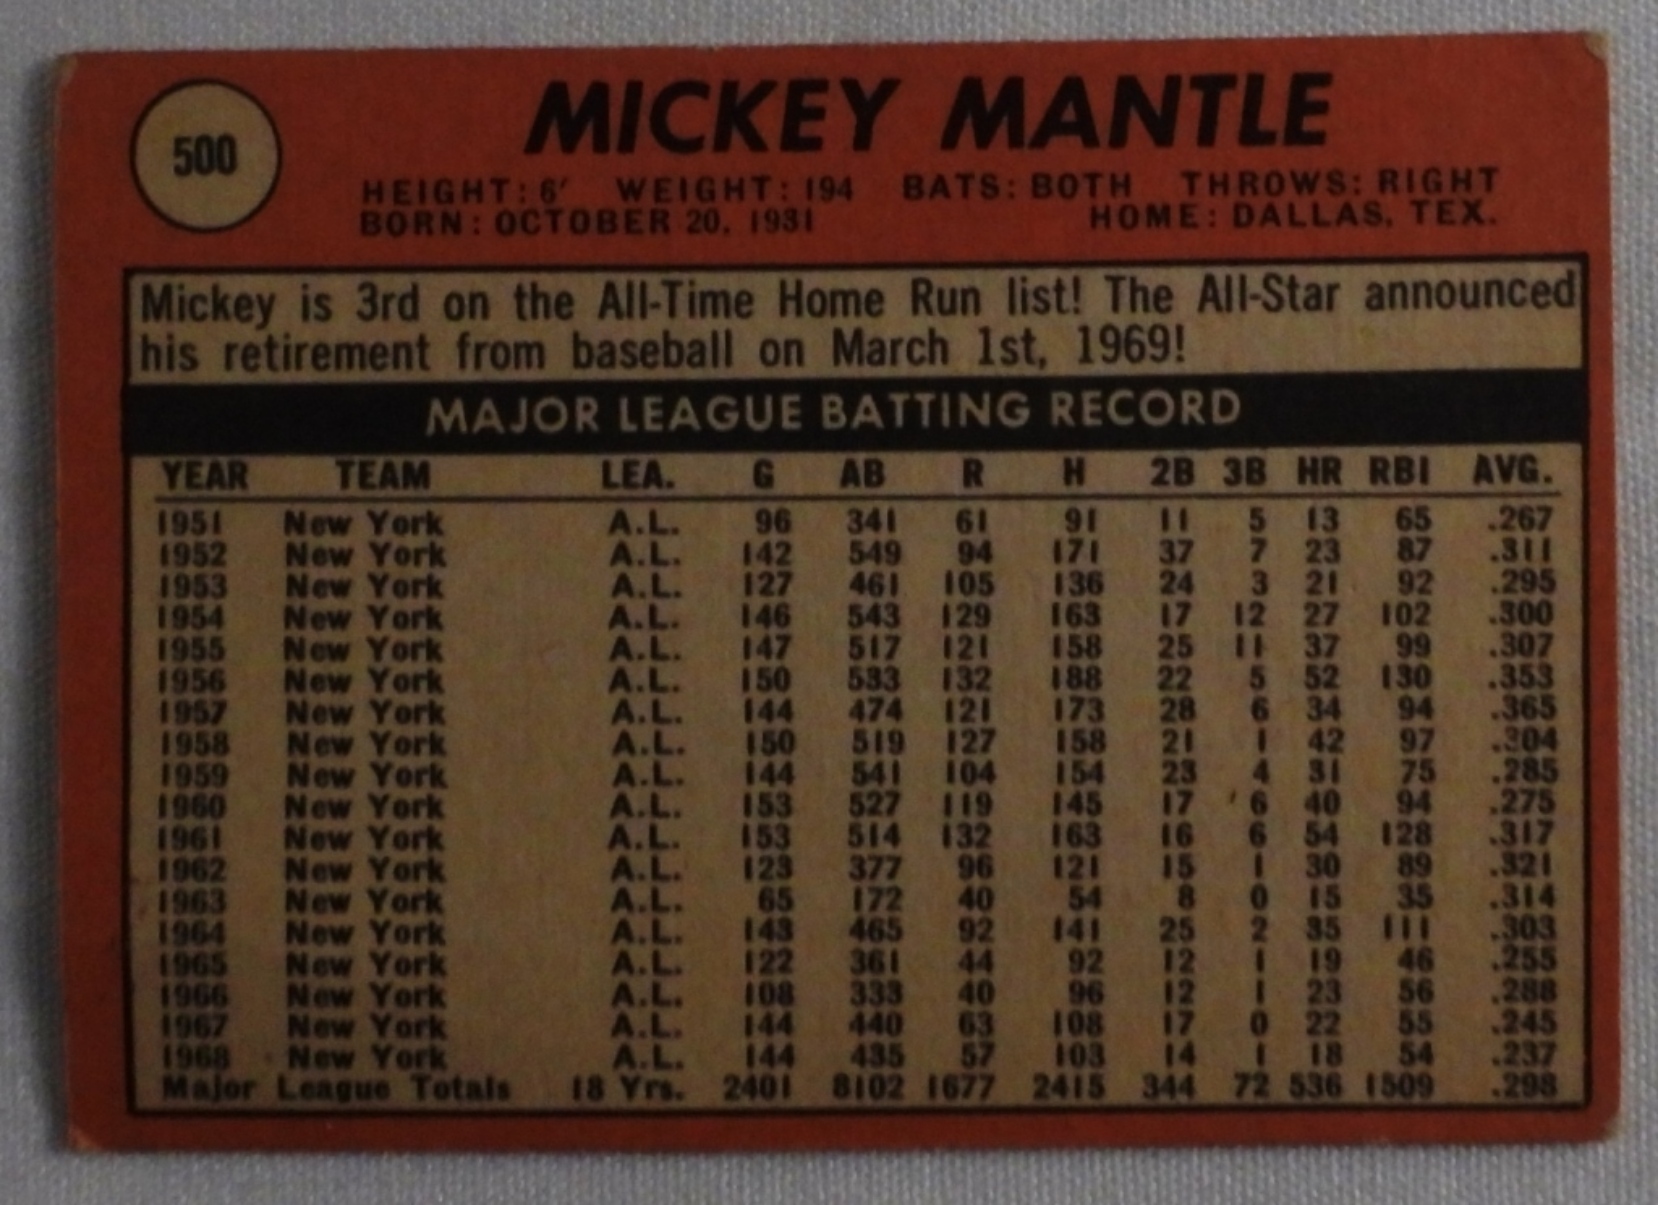 500
MICKEY MANTLE
HEIGHT: 6' WEIGHT: 194 BATS: BOTH THROWS: RIGHT
BORN: OCTOBER 20, 1931 HOME: DALLAS, TEX.
Mickey is 3rd on the All-Time Home Run list! The All-Star announced
his retirement from baseball on March 1st, 1969!
MAJOR LEAGUE BATTING RECORD
YEAR TEAM LEA. G AB R H 2B 3B HR RBI AVG.
1951 New York A.L. 96 341 61 91 11 5 13 65 .267
1952 New York A.L. 142 549 94 171 37 7 23 87 .311
1953 New York A.L. 127 461 105 136 24 3 21 92 .295
1954 New York A.L. 146 543 129 163 17 12 27 102 .300
1955 New York A.L. 147 517 121 158 25 11 37 99 .307
1956 New York A.L. 150 533 132 188 22 5 52 130 .353
1957 New York A.L. 144 474 121 173 28 6 34 94 .365
1958 New York A.L. 150 519 127 158 21 1 42 97 .304
1959 New York A.L. 144 541 104 154 23 4 31 75 .285
1960 New York A.L. 153 527 119 145 17 6 40 94 .275
1961 New York A.L. 153 514 132 163 16 6 54 128 .317
1962 New York A.L. 123 377 96 121 15 1 30 89 .321
1963 New York A.L. 65 172 40 54 8 0 15 35 .314
1964 New York A.L. 143 465 92 141 25 2 35 111 .303
1965 New York A.L. 122 361 44 92 12 1 19 46 .255
1966 New York A.L. 108 333 40 96 12 1 23 56 .288
1967 New York A.L. 144 440 63 108 17 0 22 55 .245
1968 New York A.L. 144 435 57 103 14 1 18 54 .237
Major League Totals 18 Yrs. 2401 8102 1677 2415 344 72 536 1509 .298